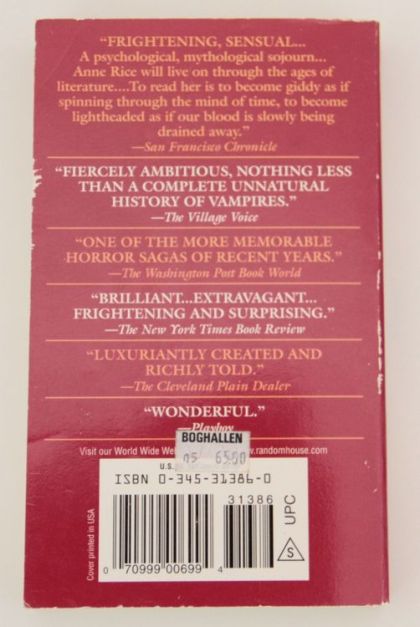 “FRIGHTENING, SENSUAL...
A psychological, mythological sojourn...
Anne Rice will live on through the ages of
literature....To read her is to become giddy as if
spinning through the mind of time, to become
lightheaded as if our blood is slowly being
drained away.”
—San Francisco Chronicle
“FIERCELY AMBITIOUS, NOTHING LESS
THAN A COMPLETE UNNATURAL
HISTORY OF VAMPIRES.”
—The Village Voice
“ONE OF THE MORE MEMORABLE
HORROR SAGAS OF RECENT YEARS.”
—The Washington Post Book World
“BRILLIANT...EXTRAVAGANT...
FRIGHTENING AND SURPRISING.”
—The New York Times Book Review
“LUXURIANTLY CREATED AND
RICHLY TOLD.”
—The Cleveland Plain Dealer
“WONDERFUL.”
—Playboy
BOGHALLEN
Visit our World Wide Web www.randomhouse.com
U.S.
ISBN 0-345-31386-0
31386
0 70999 00699 4
UPC
S
Cover printed in USA